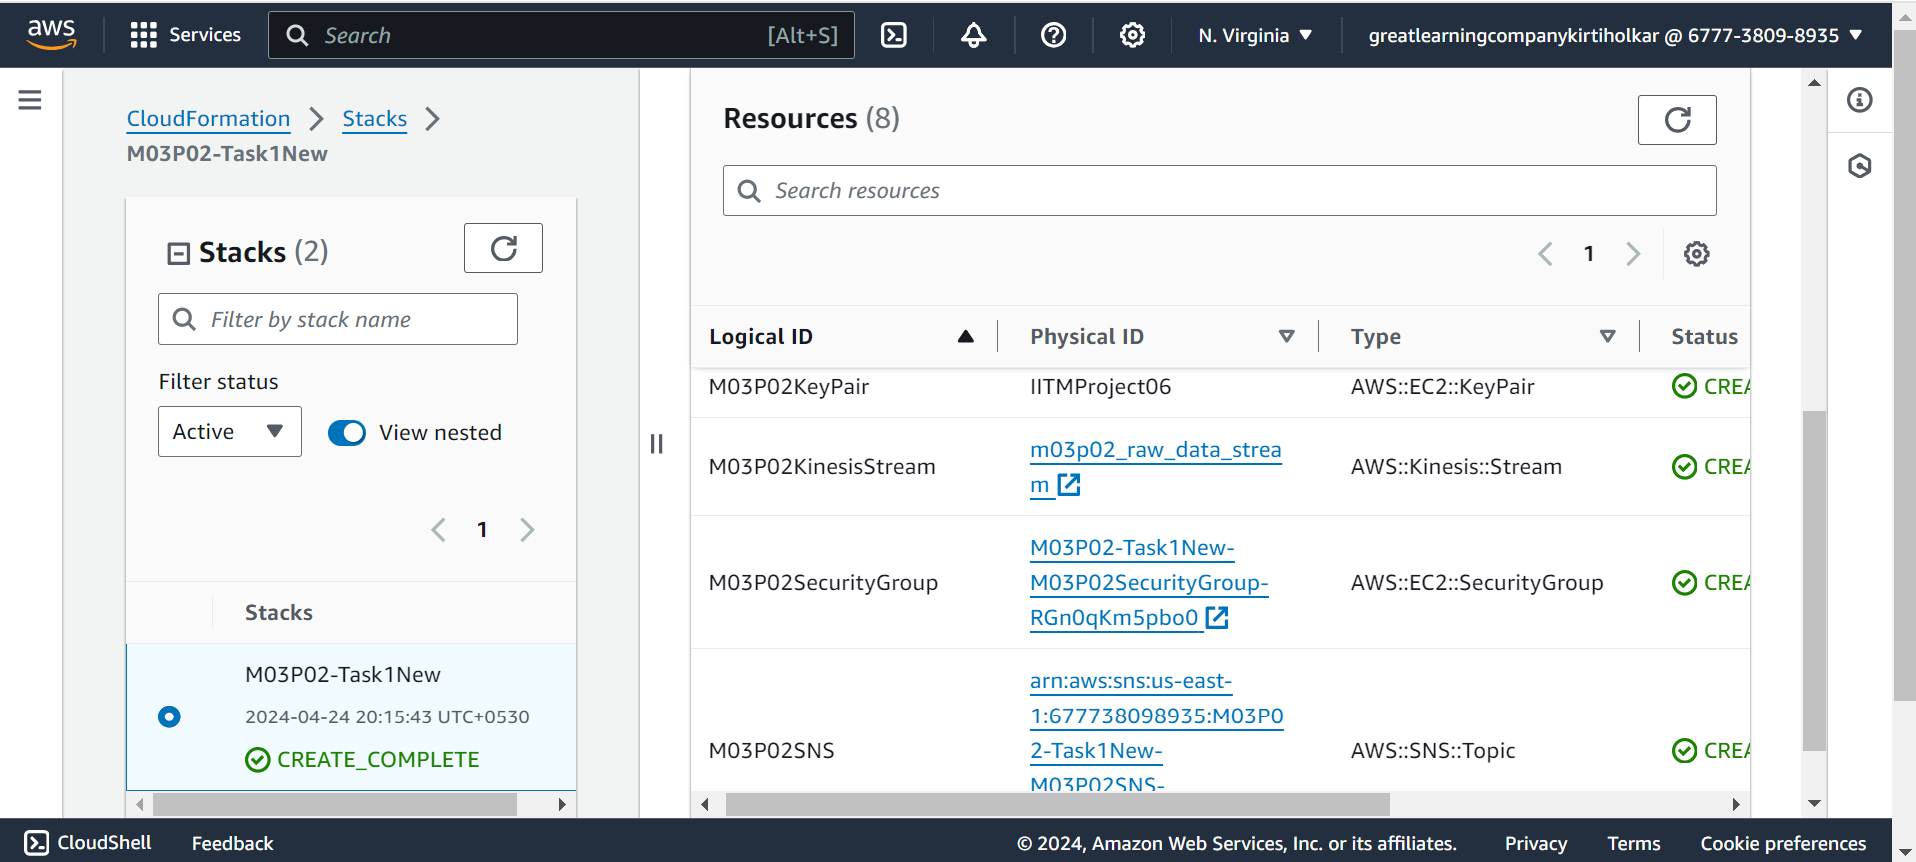 aws
Services
Search
[Alt+S]
N. Virginia
greatlearningcompanykirtiholkar @ 6777-3809-8935
CloudFormation
Stacks
M03P02-Task1New
Stacks (2)
Filter by stack name
Filter status
Active
View nested
1
Stacks
M03P02-Task1New
2024-04-24 20:15:43 UTC+0530
CREATE_COMPLETE
Resources (8)
Search resources
1
Logical ID
Physical ID
Type
Status
M03P02KeyPair
IITMProject06
AWS::EC2::KeyPair
CREA
M03P02KinesisStream
m03p02_raw_data_strea
m
AWS::Kinesis::Stream
CREA
M03P02SecurityGroup
M03P02-Task1New-
M03P02SecurityGroup-
RGn0qKm5pbo0
AWS::EC2::SecurityGroup
CREA
M03P02SNS
arn:aws:sns:us-east-
1:677738098935:M03P0
2-Task1New-
M03P02SNS-
AWS::SNS::Topic
CREA
CloudShell
Feedback
© 2024, Amazon Web Services, Inc. or its affiliates.
Privacy
Terms
Cookie preferences